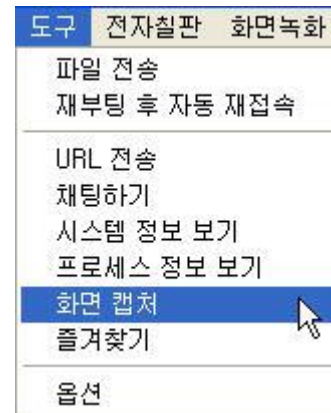 도구 전자칠판 화면녹화
파일 전송
재부팅 후 자동 재접속
URL 전송
채팅하기
시스템 정보 보기
프로세스 정보 보기
화면 캡처
즐겨찾기
옵션